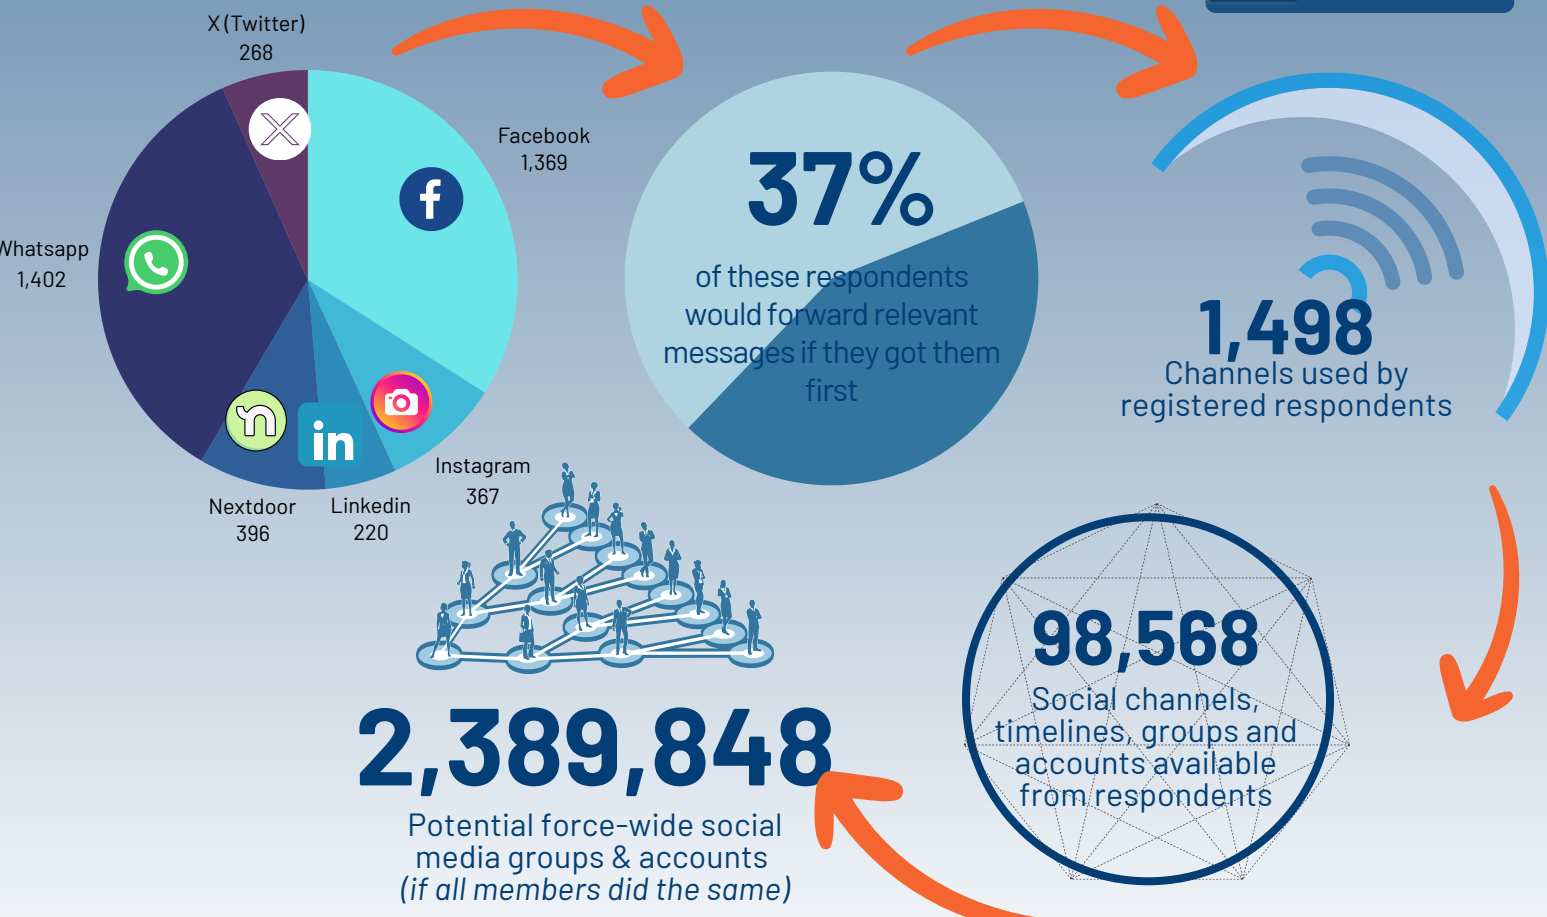 X (Twitter)
268
Facebook
1,369
Whatsapp
1,402
Instagram
367
Linkedin
220
Nextdoor
396
in
37%
of these respondents
would forward relevant
messages if they got them
first
1,498
Channels used by
registered respondents
98,568
Social channels,
timelines, groups and
accounts available
from respondents
2,389,848
Potential force-wide social
media groups & accounts
(if all members did the same)